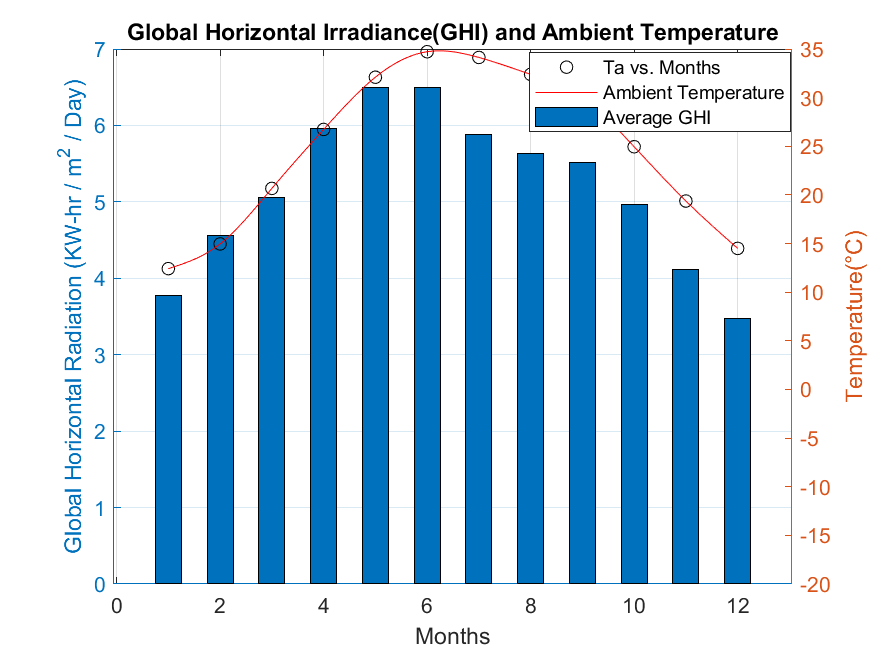 Global Horizontal Irradiance(GHI) and Ambient Temperature
Global Horizontal Radiation (KW-hr / m² / Day)
7
6
5
4
3
2
1
0
Ta vs. Months
Ambient Temperature
Average GHI
35
30
25
20
15
10
5
0
-5
-10
-15
-20
Temperature(°C)
0 2 4 6 8 10 12
Months